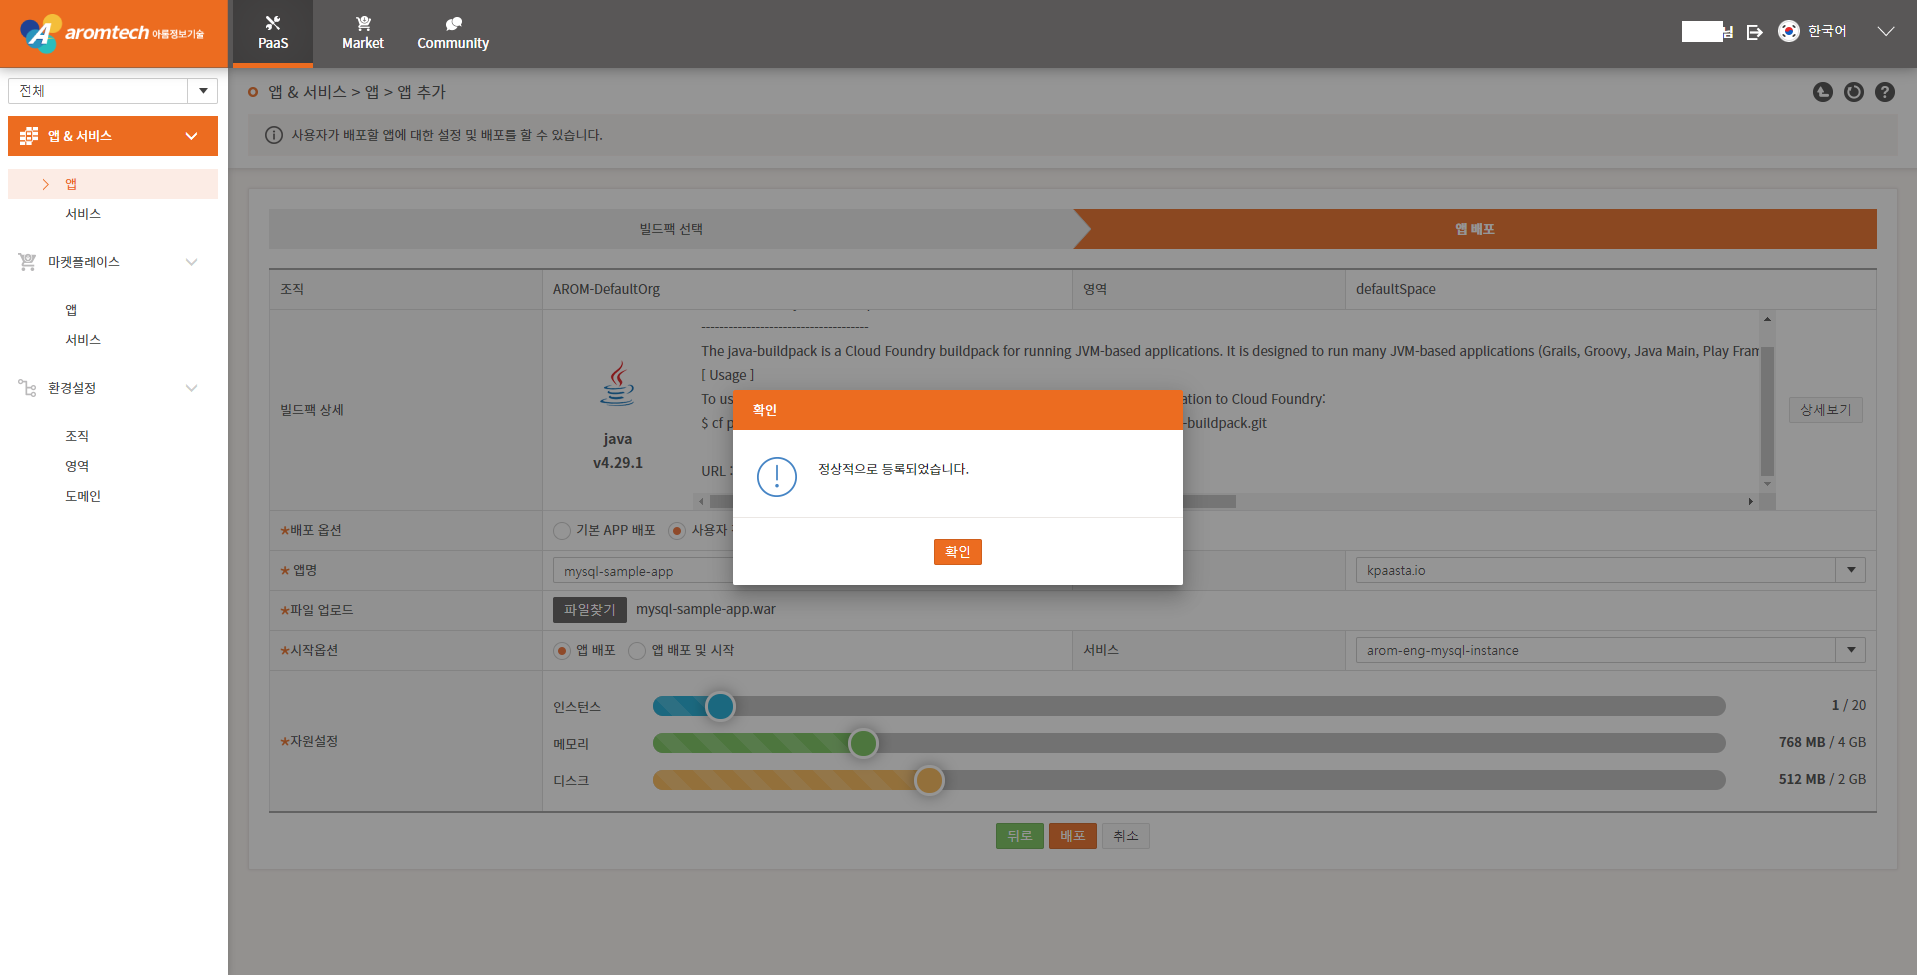 aromtech 아롬정보기술
PaaS
Market
Community
님
한국어
전체
앱 & 서비스
앱
서비스
마켓플레이스
앱
서비스
환경설정
조직
영역
도메인
앱 & 서비스 > 앱 > 앱 추가
사용자가 배포할 앱에 대한 설정 및 배포를 할 수 있습니다.
빌드팩 선택
앱 배포
조직
AROM-DefaultOrg
영역
defaultSpace
빌드팩 상세
java
v4.29.1
-------------------------------------
The java-buildpack is a Cloud Foundry buildpack for running JVM-based applications. It is designed to run many JVM-based applications (Grails, Groovy, Java Main, Play Fram
[ Usage ]
To us
ation to Cloud Foundry:
$ cf p
-buildpack.git
URL :
상세보기
확인
정상적으로 등록되었습니다.
확인
*배포 옵션
기본 APP 배포
사용자
* 앱명
mysql-sample-app
kpaasta.io
*파일 업로드
파일찾기
mysql-sample-app.war
*시작옵션
앱 배포
앱 배포 및 시작
서비스
arom-eng-mysql-instance
*자원설정
인스턴스
1 / 20
메모리
768 MB / 4 GB
디스크
512 MB / 2 GB
뒤로
배포
취소